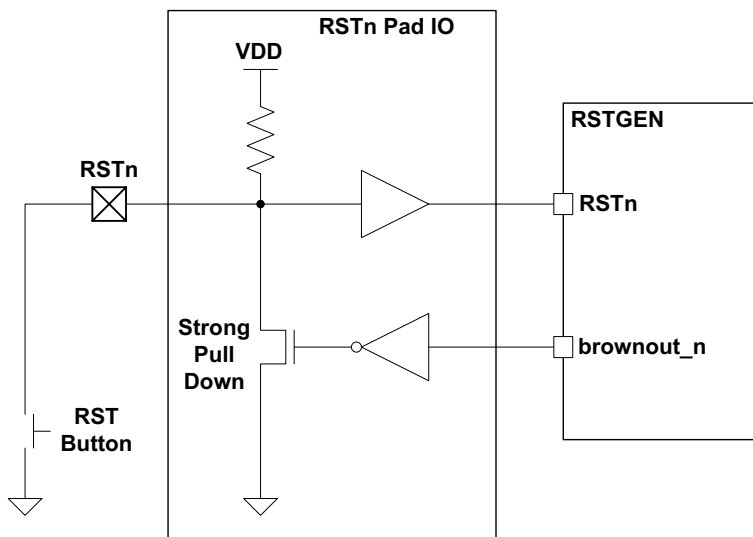 RSTn Pad IO
VDD
RSTGEN
RSTn
RSTn
Strong
Pull
Down
brownout_n
RST
Button